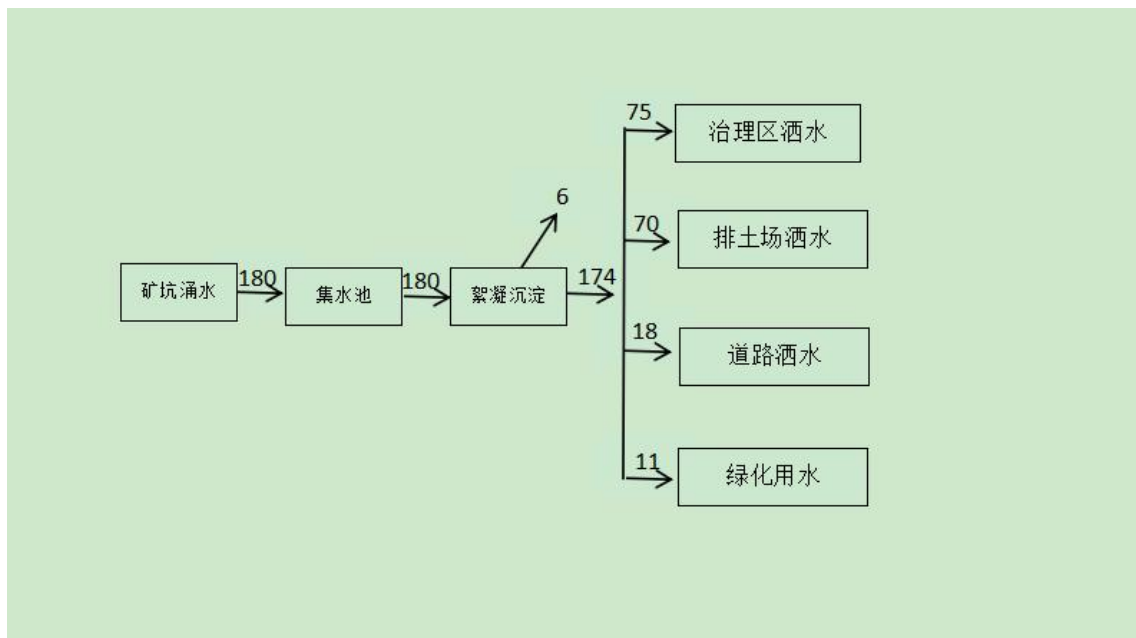 75
治理区洒水
6
70
排土场洒水
矿坑涌水
180
集水池
180
絮凝沉淀
174
18
道路洒水
11
绿化用水